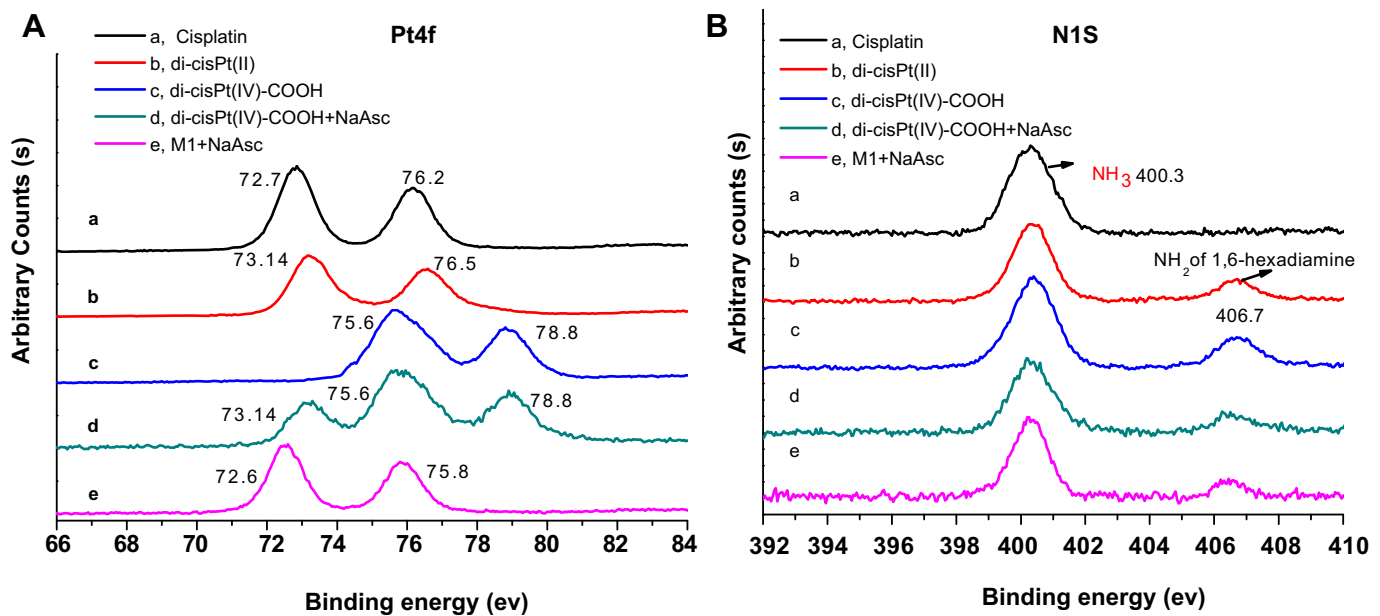 A
Pt4f
a, Cisplatin
b, di-cisPt(II)
c, di-cisPt(IV)-COOH
d, di-cisPt(IV)-COOH+NaAsc
e, M1+NaAsc
72.7
76.2
a
73.14
76.5
b
75.6
78.8
c
73.14
75.6
78.8
d
72.6
75.8
e
Arbitrary Counts (s)
66 68 70 72 74 76 78 80 82 84
Binding energy (ev)
B
N1S
a, Cisplatin
b, di-cisPt(II)
c, di-cisPt(IV)-COOH
d, di-cisPt(IV)-COOH+NaAsc
e, M1+NaAsc
NH3 400.3
a
b
NH2of 1,6-hexadiamine
406.7
c
d
e
Arbitrary counts (s)
392 394 396 398 400 402 404 406 408 410
Binding energy (ev)